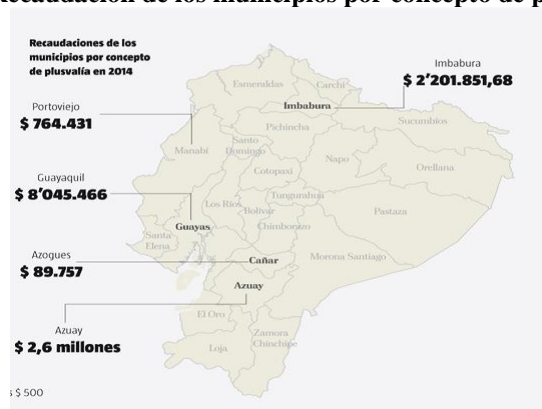 Recaudación de los municipios por concepto de p
Recaudaciones de los
municipios por concepto
de plusvalía en 2014
Imbabura
$ 2’201.851,68
Portoviejo
$ 764.431
Guayaquil
$ 8’045.466
Azogues
$ 89.757
Azuay
$ 2,6 millones
Esmeraldas
Carchi
Imbabura
Sucumbíos
Pichincha
Santo
Domingo
Manabí
Napo
Orellana
Cotopaxi
Tungurahua
Los Ríos
Bolívar
Pastaza
Guayas
Chimborazo
Santa
Elena
Morona Santiago
Cañar
Azuay
El Oro
Zamora
Chinchipe
Loja
$ 500